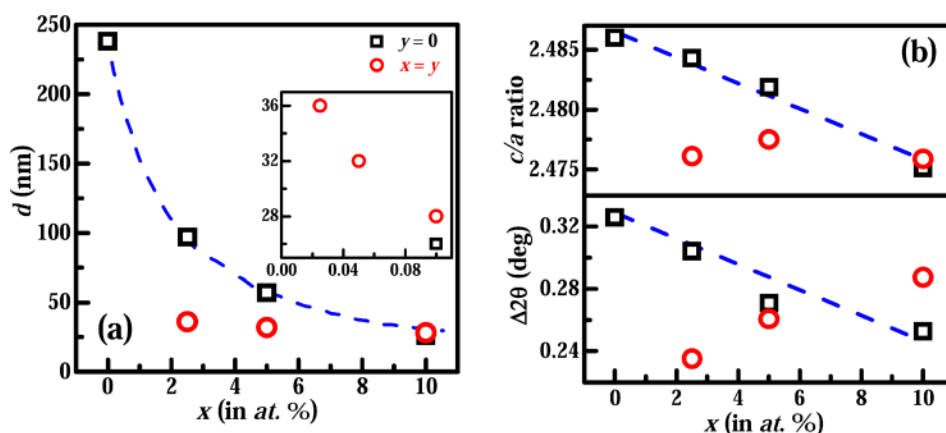 250
200
150
100
50
0
d (nm)
y = 0
x = y
36
32
28
0.00 0.04 0.08
(a)
0 2 4 6 8 10
x (in at. %)
2.485
2.480
2.475
c/a ratio
(b)
0.32
0.28
0.24
Δ2θ (deg)
0 2 4 6 8 10
x (in at. %)